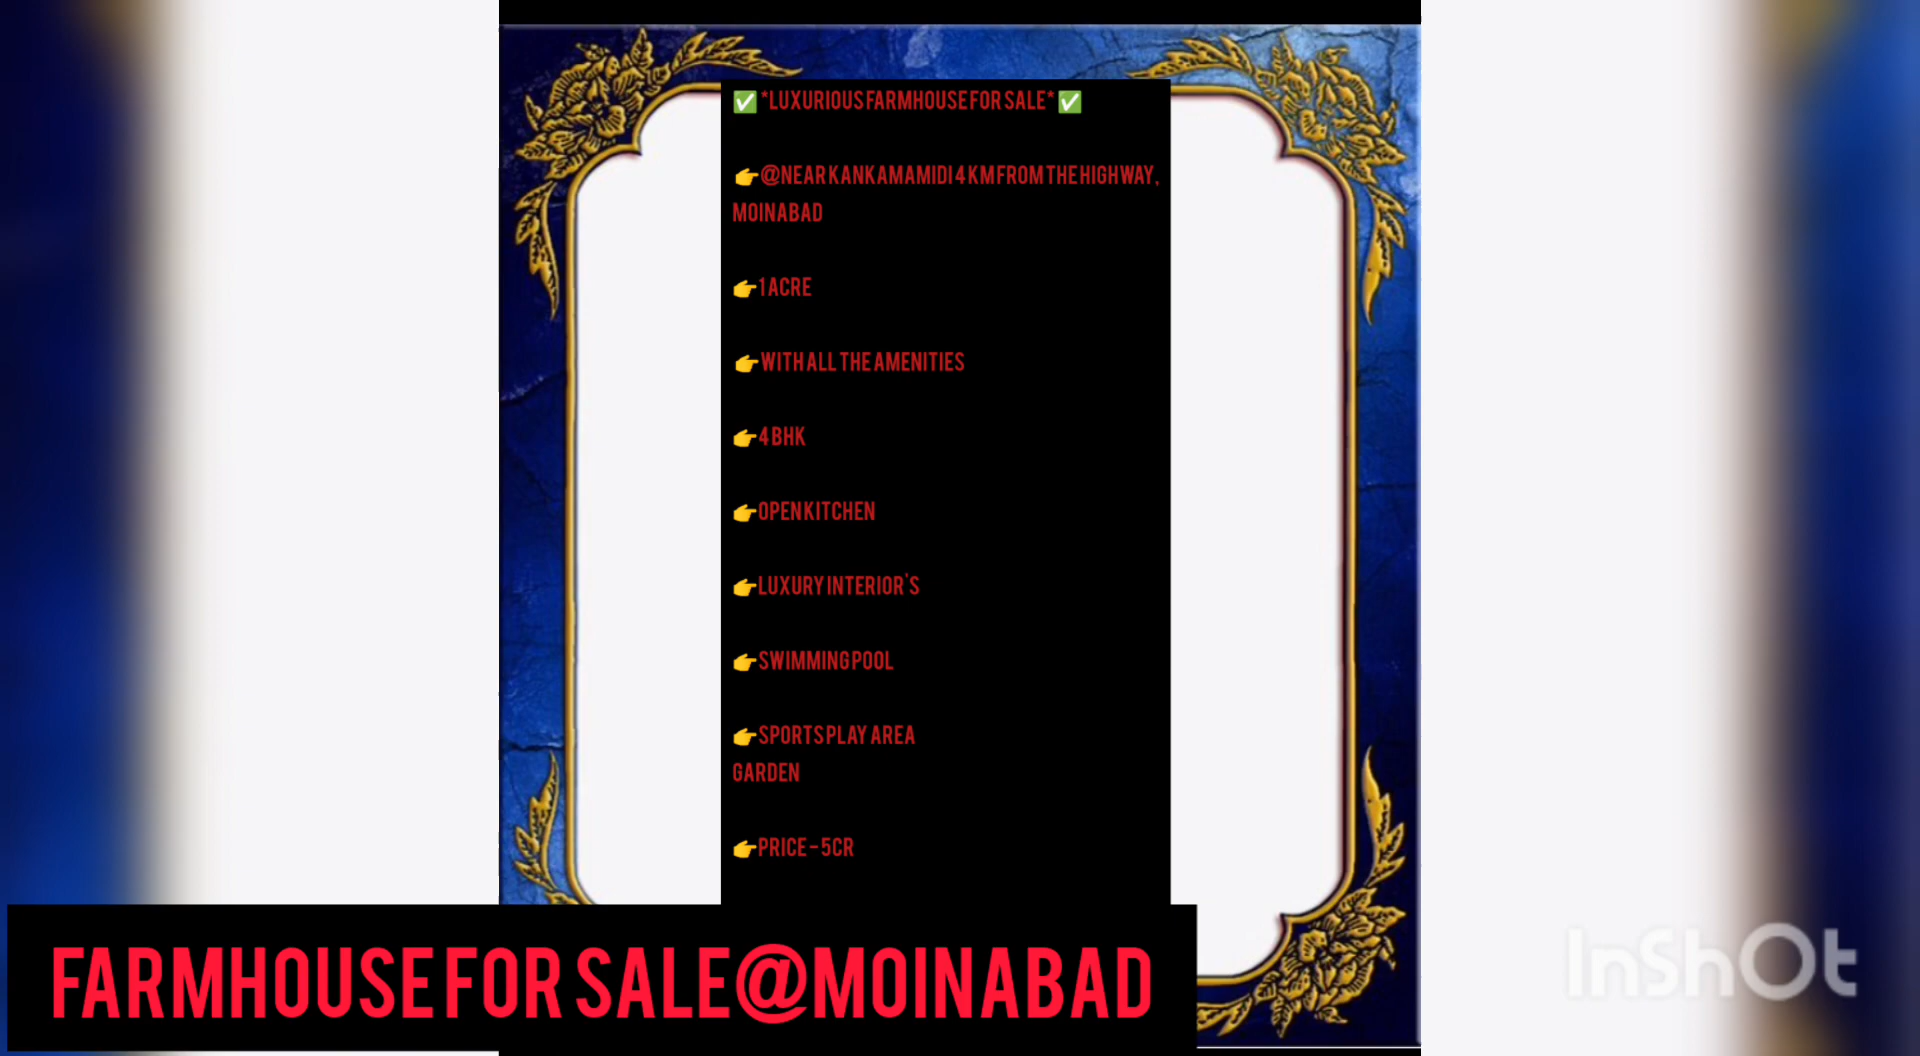 ✅ *LUXURIOUS FARMHOUSE FOR SALE* ✅
👉@NEAR KANKAMAMIDI 4 KM FROM THE HIGHWAY,
MOINABAD
👉1 ACRE
👉WITH ALL THE AMENITIES
👉4 BHK
👉OPEN KITCHEN
👉LUXURY INTERIOR'S
👉SWIMMING POOL
👉SPORTS PLAY AREA
GARDEN
👉PRICE - 5CR
FARMHOUSE FOR SALE@MOINABAD
InShOt